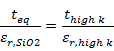 t_eq / ε_r,SiO2 = t_high k / ε_r,high k